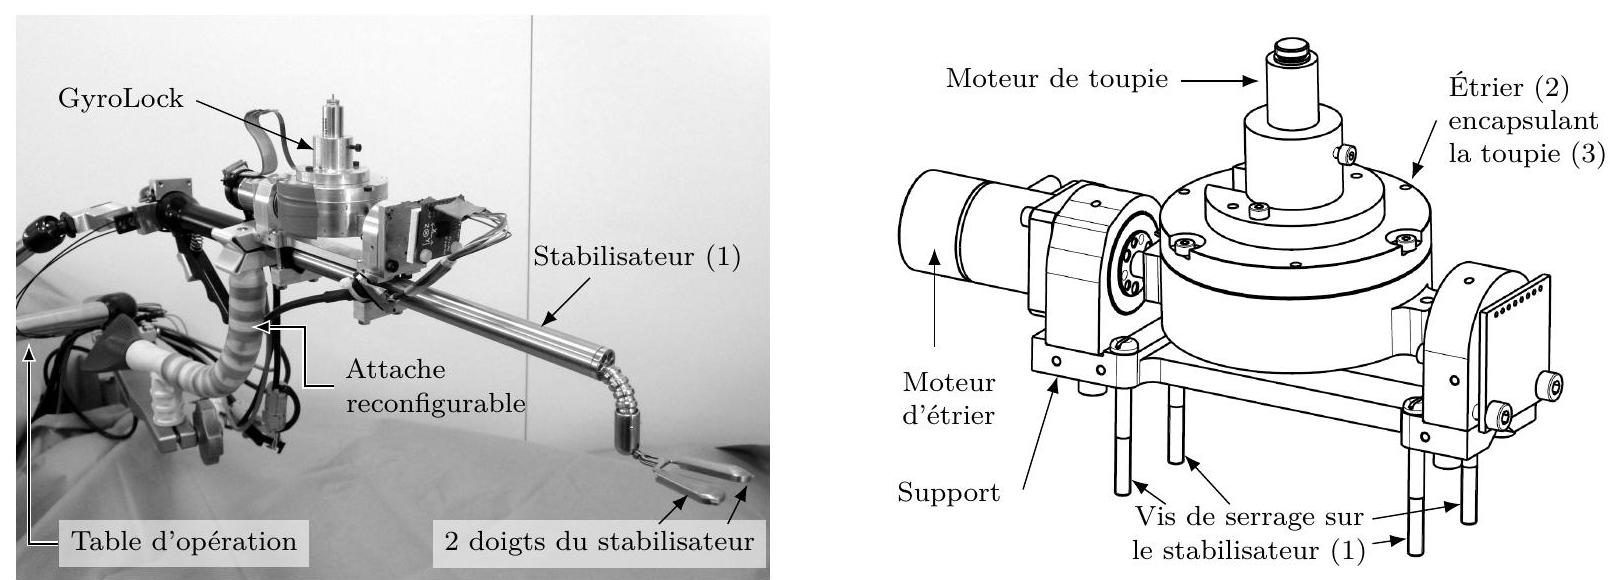 GyroLock
Stabilisateur (1)
Attache
reconfigurable
Table d'opération
2 doigts du stabilisateur
Moteur de toupie
Étrier (2)
encapsulant
la toupie (3)
Moteur
d'étrier
Support
Vis de serrage sur
le stabilisateur (1)